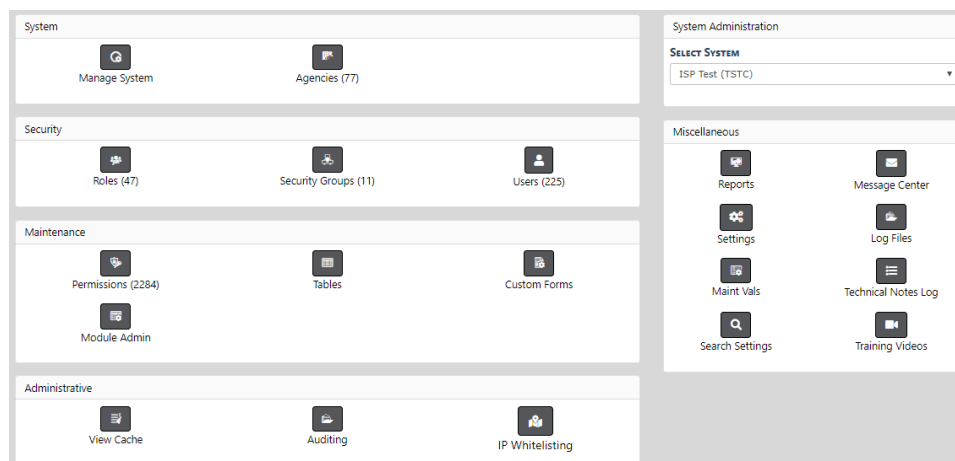 System
Manage System
Agencies (77)
Security
Roles (47)
Security Groups (11)
Users (225)
Maintenance
Permissions (2284)
Tables
Custom Forms
Module Admin
Administrative
View Cache
Auditing
IP Whitelisting
System Administration
SELECT SYSTEM
ISP Test (TSTC)
Miscellaneous
Reports
Message Center
Settings
Log Files
Maint Vals
Technical Notes Log
Search Settings
Training Videos